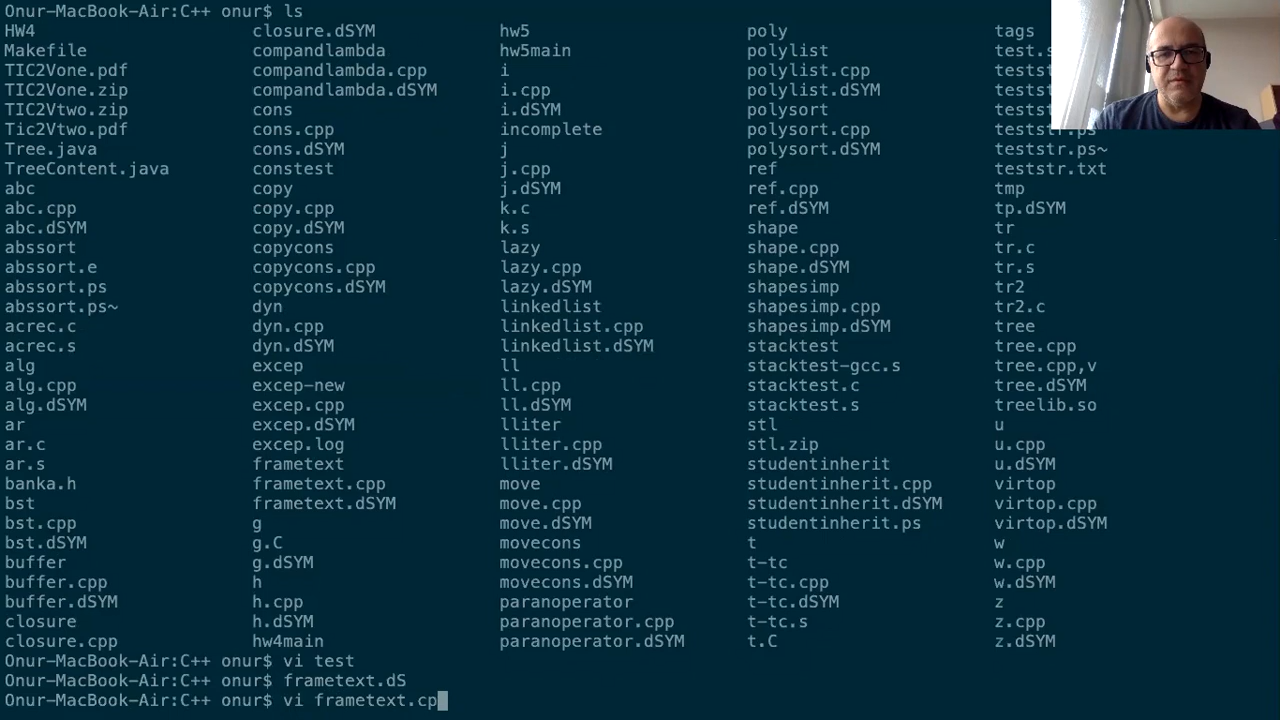 Onur-MacBook-Air:C++ onur$ ls
HW4 closure.dSYM hw5 poly tags
Makefile compandlambda hw5main polylist test.s
TIC2Vone.pdf compandlambda.cpp i polylist.cpp
TIC2Vone.zip compandlambda.dSYM i.cpp polylist.dSYM
TIC2Vtwo.zip cons i.dSYM polysort
Tic2Vtwo.pdf cons.cpp incomplete polysort.cpp teststr.ps
Tree.java cons.dSYM j polysort.dSYM teststr.ps~
TreeContent.java constest j.cpp ref teststr.txt
abc copy j.dSYM ref.cpp tmp
abc.cpp copy.cpp k.c ref.dSYM tp.dSYM
abc.dSYM copy.dSYM k.s shape tr
abssort copycons lazy shape.cpp tr.c
abssort.e copycons.cpp lazy.cpp shape.dSYM tr.s
abssort.ps copycons.dSYM lazy.dSYM shapesimp tr2
abssort.ps~ dyn linkedlist shapesimp.cpp tr2.c
acrec.c dyn.cpp linkedlist.cpp shapesimp.dSYM tree
acrec.s dyn.dSYM linkedlist.dSYM stacktest tree.cpp
alg excep ll stacktest-gcc.s tree.cpp,v
alg.cpp excep-new ll.cpp stacktest.c tree.dSYM
alg.dSYM excep.cpp ll.dSYM stacktest.s treelib.so
ar excep.dSYM lliter stl u
ar.c excep.log lliter.cpp stl.zip u.cpp
ar.s frametext lliter.dSYM studentinherit u.dSYM
banka.h frametext.cpp move studentinherit.cpp virtop
bst frametext.dSYM move.cpp studentinherit.dSYM virtop.cpp
bst.cpp g move.dSYM studentinherit.ps virtop.dSYM
bst.dSYM g.C movecons t w
buffer g.dSYM movecons.cpp t-tc w.cpp
buffer.cpp h movecons.dSYM t-tc.cpp w.dSYM
buffer.dSYM h.cpp paranoperator t-tc.dSYM z
closure h.dSYM paranoperator.cpp t-tc.s z.cpp
closure.cpp hw4main paranoperator.dSYM t.C z.dSYM
Onur-MacBook-Air:C++ onur$ vi test
Onur-MacBook-Air:C++ onur$ frametext.dS
Onur-MacBook-Air:C++ onur$ vi frametext.cp